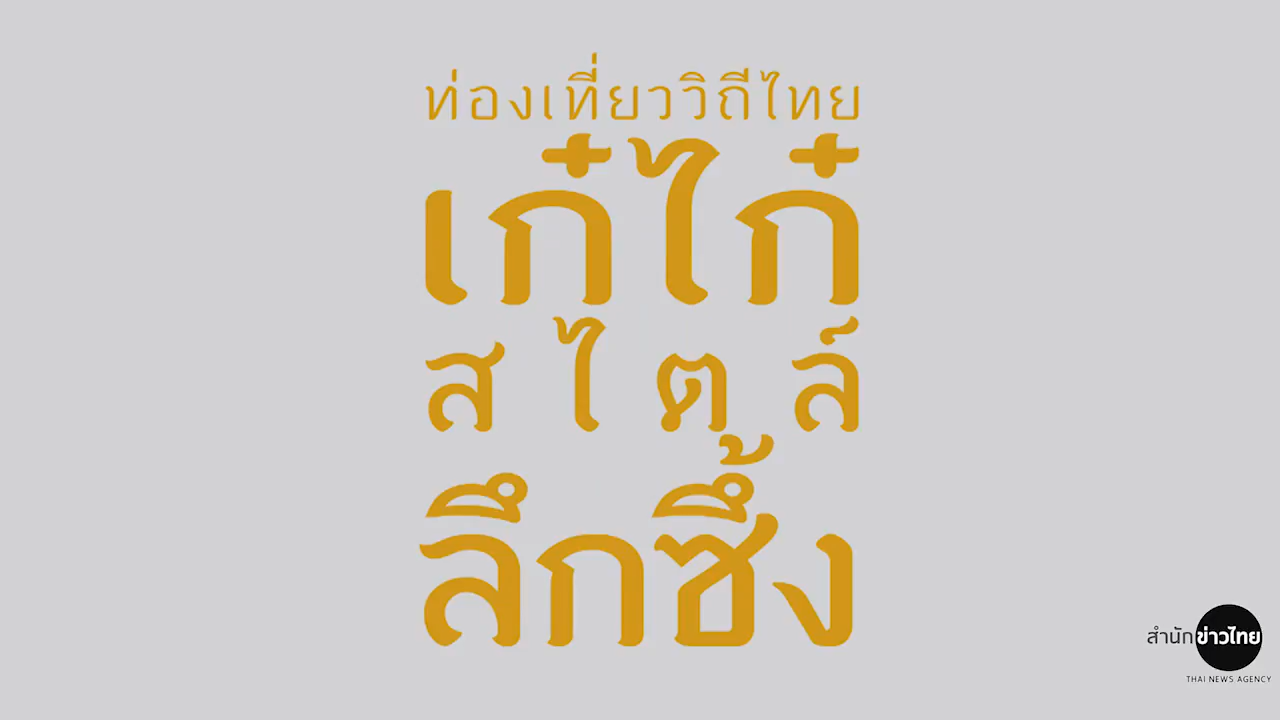 ท่องเที่ยววิถีไทย
เก๋ไก๋
สไตล์
ลึกซึ้ง
สำนักข่าวไทย
THAI NEWS AGENCY